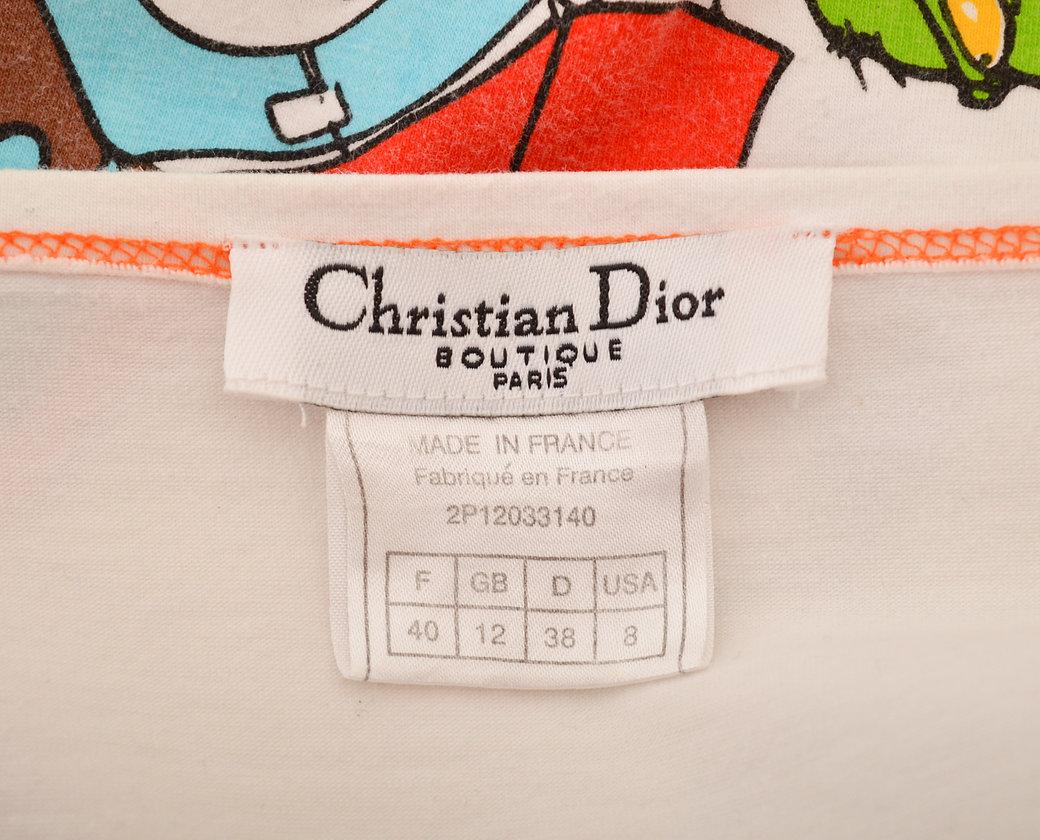 Christian Dior
BOUTIQUE
PARIS
MADE IN FRANCE
Fabriqué en France
2P12033140
F GB D USA
40 12 38 8